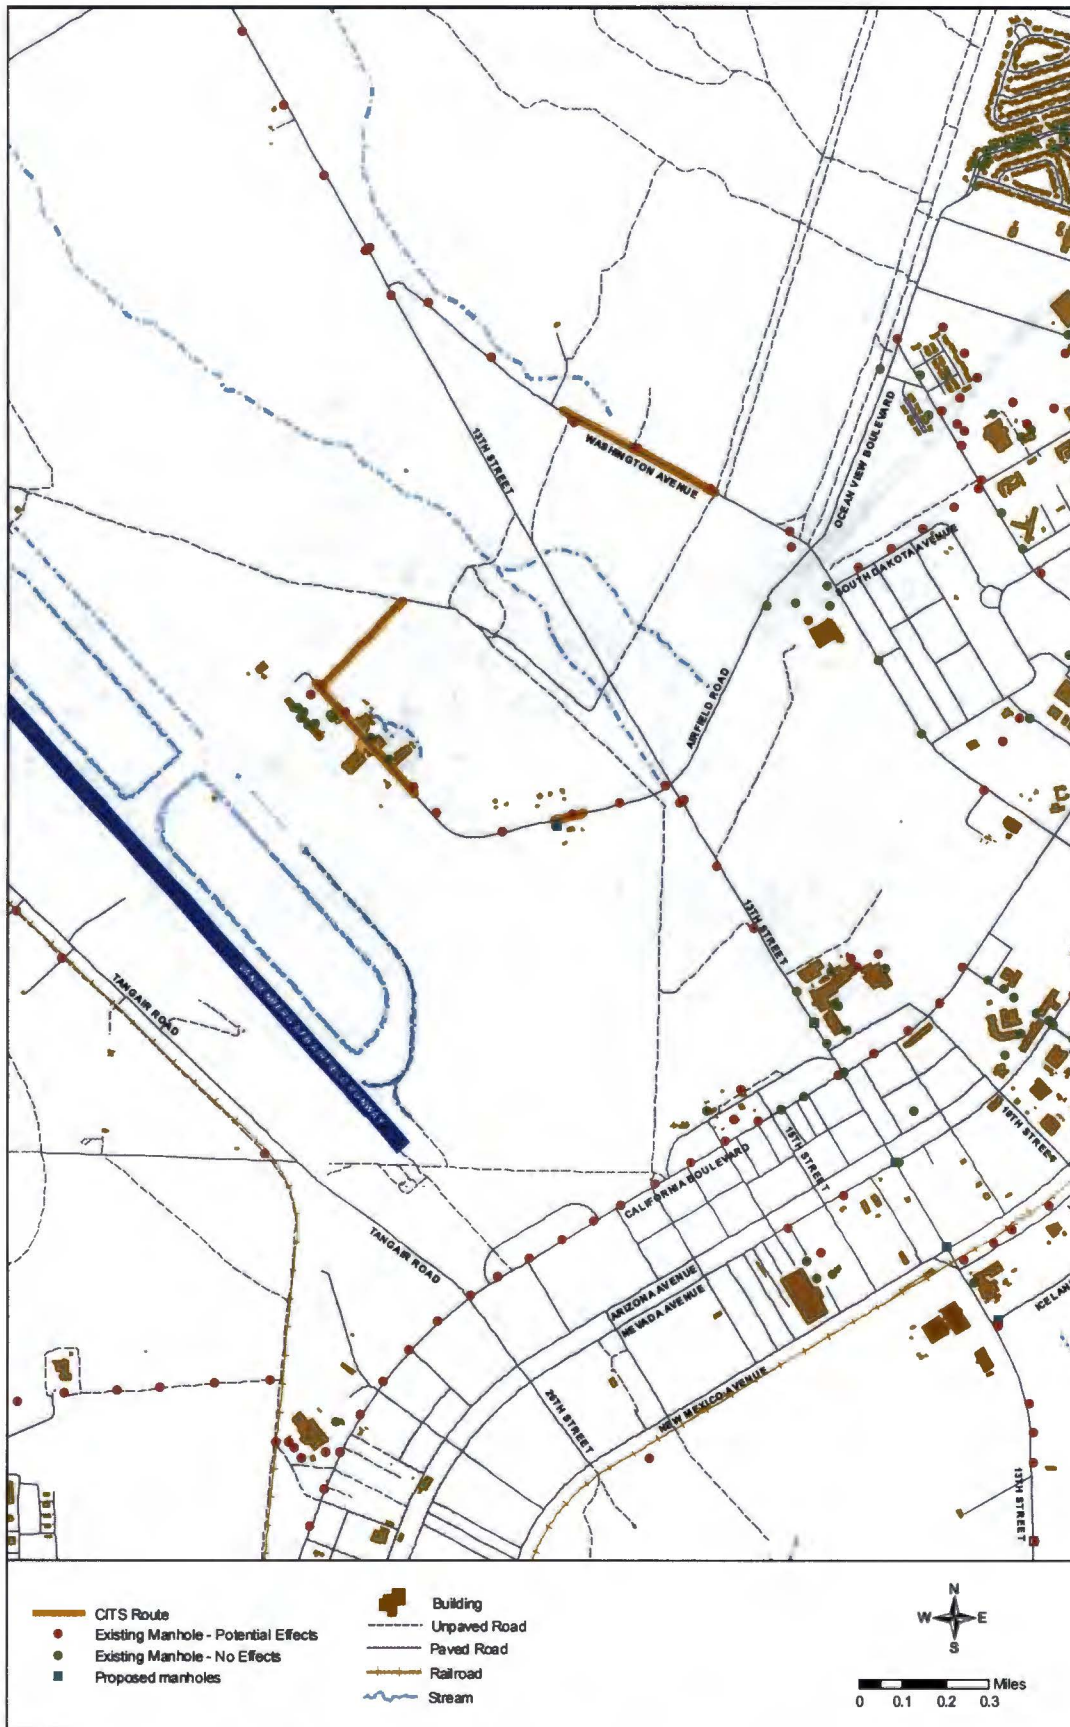 13TH STREET
WASHINGTON AVENUE
OCEAN VIEW BOULEVARD
SOUTH DAKOTA AVENUE
AIRFIELD ROAD
13TH STREET
TANGAIR ROAD
CALIFORNIA BOULEVARD
15TH STREET
10TH STREET
TANGAIR ROAD
ARIZONA AVENUE
NEVADA AVENUE
ICELAN
NEW MEXICO AVENUE
26TH STREET
13TH STREET
CITS Route
Existing Manhole - Potential Effects
Existing Manhole - No Effects
Proposed manholes
Building
Unpaved Road
Paved Road
Railroad
Stream
N
W E
S
Miles
0 0.1 0.2 0.3